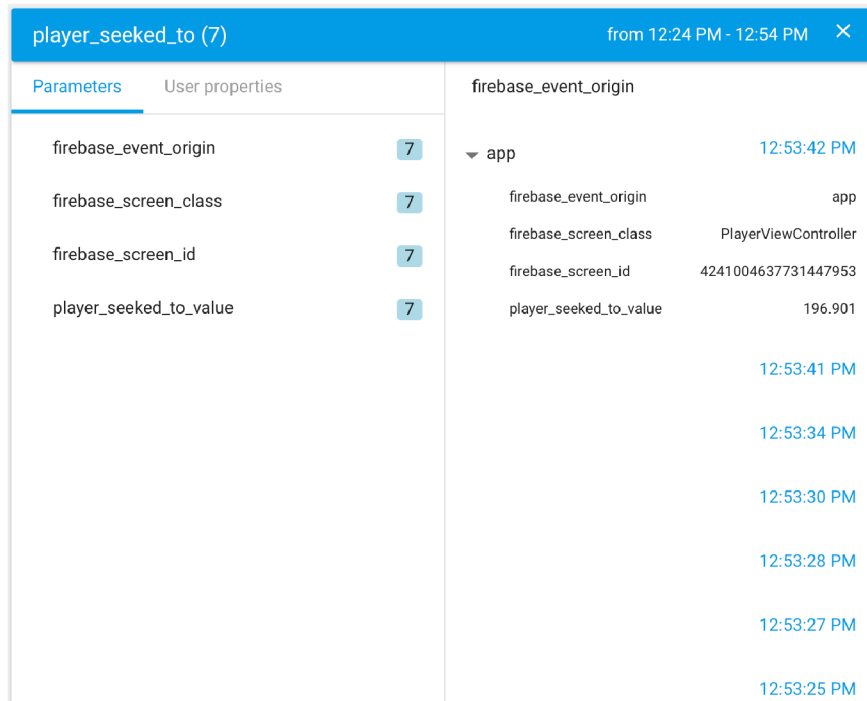 player_seeked_to (7)
from 12:24 PM - 12:54 PM
Parameters
User properties
firebase_event_origin 7
firebase_screen_class 7
firebase_screen_id 7
player_seeked_to_value 7
firebase_event_origin
app 12:53:42 PM
firebase_event_origin app
firebase_screen_class PlayerViewController
firebase_screen_id 4241004637731447953
player_seeked_to_value 196.901
12:53:41 PM
12:53:34 PM
12:53:30 PM
12:53:28 PM
12:53:27 PM
12:53:25 PM